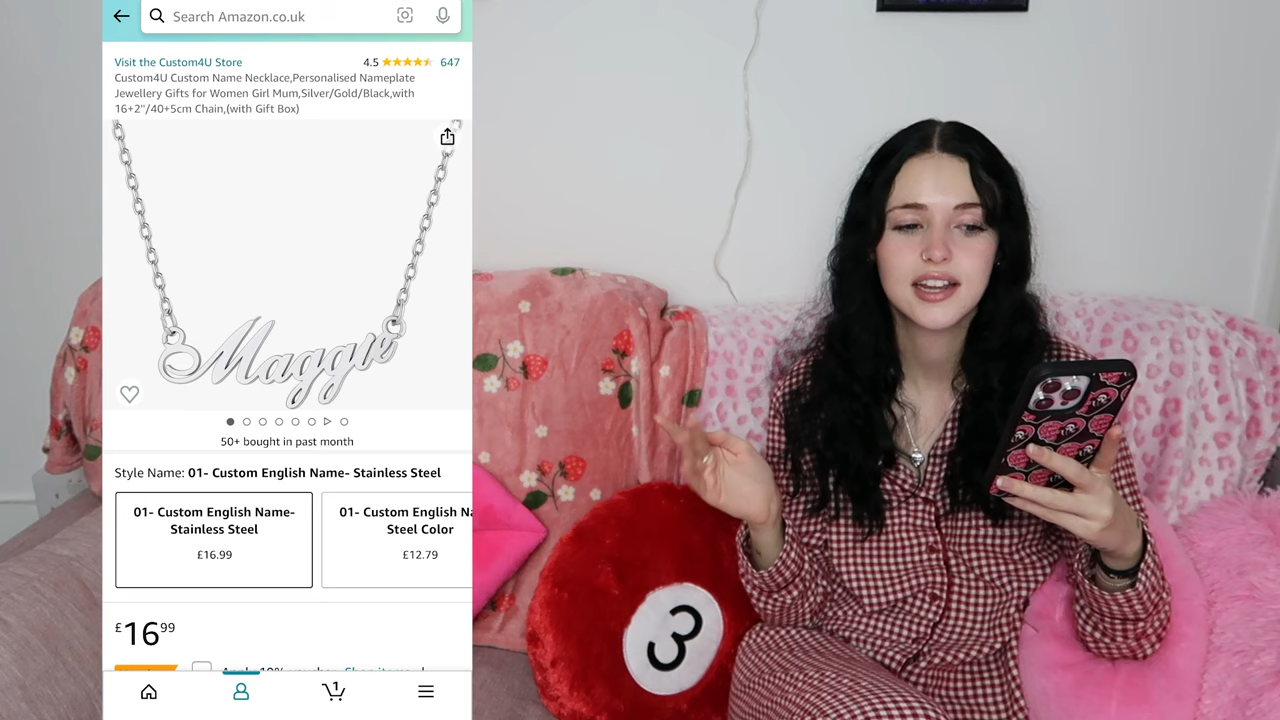 Search Amazon.co.uk
Visit the Custom4U Store 4.5 647
Custom4U Custom Name Necklace,Personalised Nameplate
Jewellery Gifts for Women Girl Mum,Silver/Gold/Black,with
16+2"/40+5cm Chain,(with Gift Box)
Maggie
50+ bought in past month
Style Name: 01- Custom English Name- Stainless Steel
01- Custom English Name-
Stainless Steel
£16.99
01- Custom English Na
Steel Color
£12.79
£1699
1
3